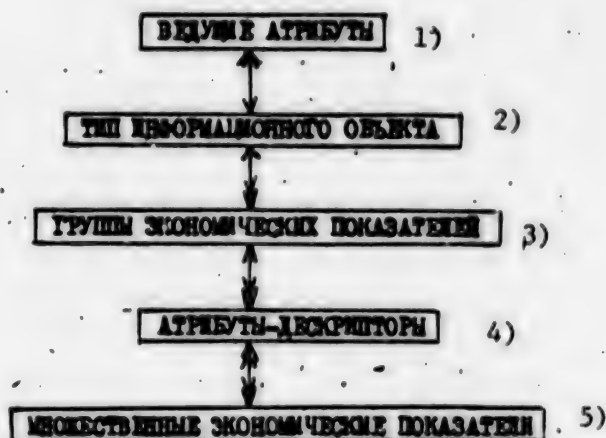 ВЕДУЩИЕ АТРИБУТЫ 1)
ТИП ИНФОРМАЦИОННОГО ОБЪЕКТА 2)
ГРУППЫ ЭКОНОМИЧЕСКИХ ПОКАЗАТЕЛЕЙ 3)
АТРИБУТЫ-ДЕСКРИПТОРЫ 4)
МНОЖЕСТВЕННЫЕ ЭКОНОМИЧЕСКИЕ ПОКАЗАТЕЛИ 5)